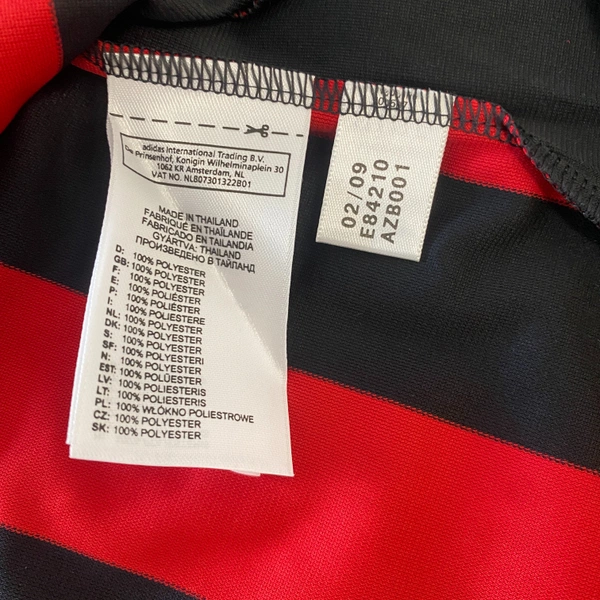 adidas International Trading B.V.
De Prinsenhof, Konigin Wilhelminaplein 30
1062 KR Amsterdam, NL
VAT NO. NL807301322B01
MADE IN THAILAND
FABRIQUÉ EN THAÏLANDE
FABRICADO EN TAILANDIA
GYÁRTVA: THAILAND
ПРОИЗВЕДЕНО В ТАЙЛАНД
D: 100% POLYESTER
GB: 100% POLYESTER
F: 100% POLYESTER
E: 100% POLIÉSTER
P: 100% POLIÉSTER
I: 100% POLIESTERE
NL: 100% POLYESTER
DK: 100% POLYESTER
S: 100% POLYESTER
SF: 100% POLYESTERI
N: 100% POLYESTER
EST: 100% POLÜESTER
LV: 100% POLIESTERIS
LT: 100% POLIESTERIS
PL: 100% WŁÓKNO POLIESTROWE
CZ: 100% POLYESTER
SK: 100% POLYESTER
02/09
E84210
AZB001